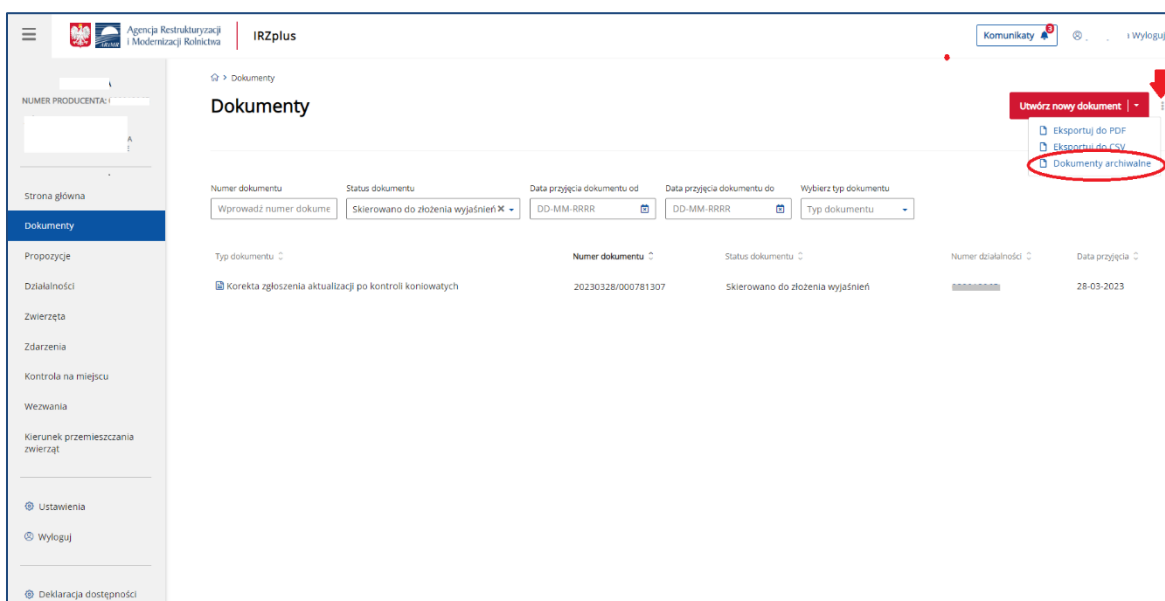 Agencja Restrukturyzacji
i Modernizacji Rolnictwa
IRZplus
Komunikaty 3
Wyloguj
NUMER PRODUCENTA:
Dokumenty
Dokumenty
Utwórz nowy dokument
Eksportuj do PDF
Eksportuj do CSV
Dokumenty archiwalne
Strona główna
Dokumenty
Propozycje
Działalności
Zwierzęta
Zdarzenia
Kontrola na miejscu
Wezwania
Kierunek przemieszczania
zwierząt
Ustawienia
Wyloguj
Deklaracja dostępności
Numer dokumentu Status dokumentu Data przyjęcia dokumentu od Data przyjęcia dokumentu do Wybierz typ dokumentu
Wprowadź numer dokume Skierowano do złożenia wyjaśnień DD-MM-RRRR DD-MM-RRRR Typ dokumentu
Typ dokumentu Numer dokumentu Status dokumentu Numer działalności Data przyjęcia
Korekta zgłoszenia aktualizacji po kontroli koniowatych 20230328/000781307 Skierowano do złożenia wyjaśnień 28-03-2023